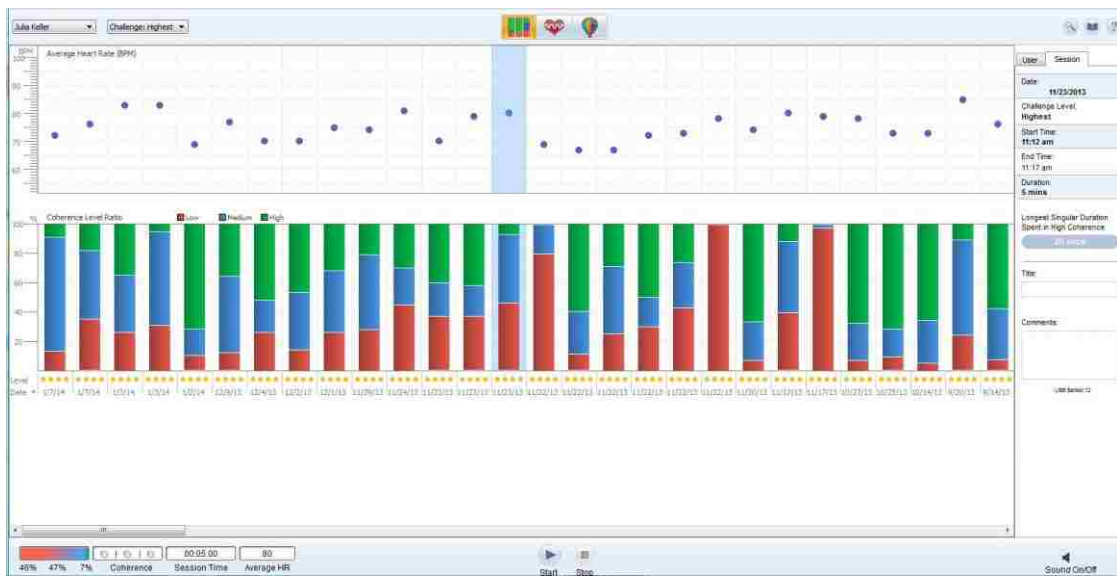 Julia Keller
Challenge: Highest
BPM
Average Heart Rate (BPM)
100
90
80
70
60
User
Session
Date:
11/23/2013
Challenge Level:
Highest
Start Time:
11:12 am
End Time:
11:17 am
Duration:
5 mins
Longest Singular Duration
Spent in High Coherence
Title:
Comments:
%
Coherence Level Ratio
Low
Medium
High
100
80
60
40
20
Level
Date
1/7/14 1/7/14 1/3/14 1/3/14 1/2/14 12/9/13 12/4/13 12/2/13 12/1/13 11/29/13 11/24/13 11/23/13 11/23/13 11/23/13 11/22/13 11/22/13 11/22/13 11/22/13 11/22/13 11/20/13 11/17/13 11/17/13 10/27/13 10/25/13 10/14/13 9/20/13 9/14/13
46% 47% 7%
Coherence
00:05:00
Session Time
80
Average HR
Start
Stop
Sound On/Off